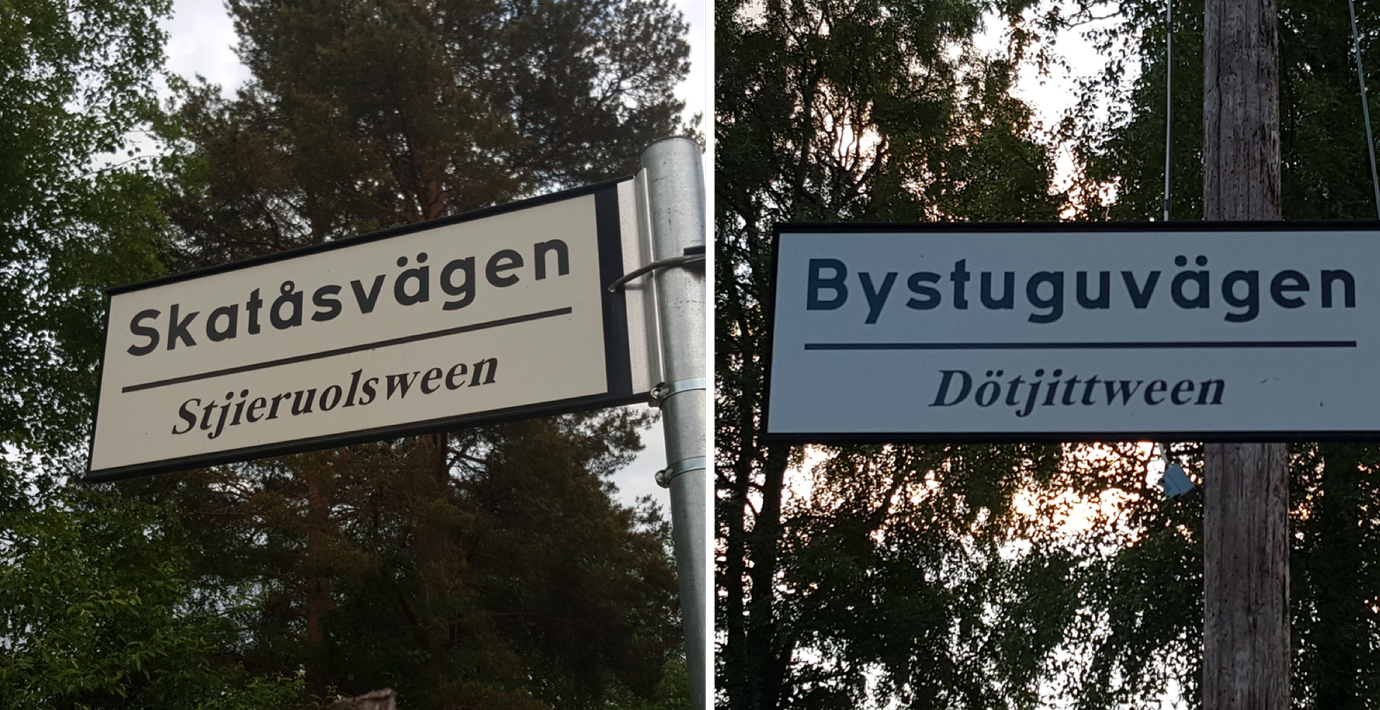 Skatåsvägen
Stjieruolsween
Bystuguvägen
Dötjittween